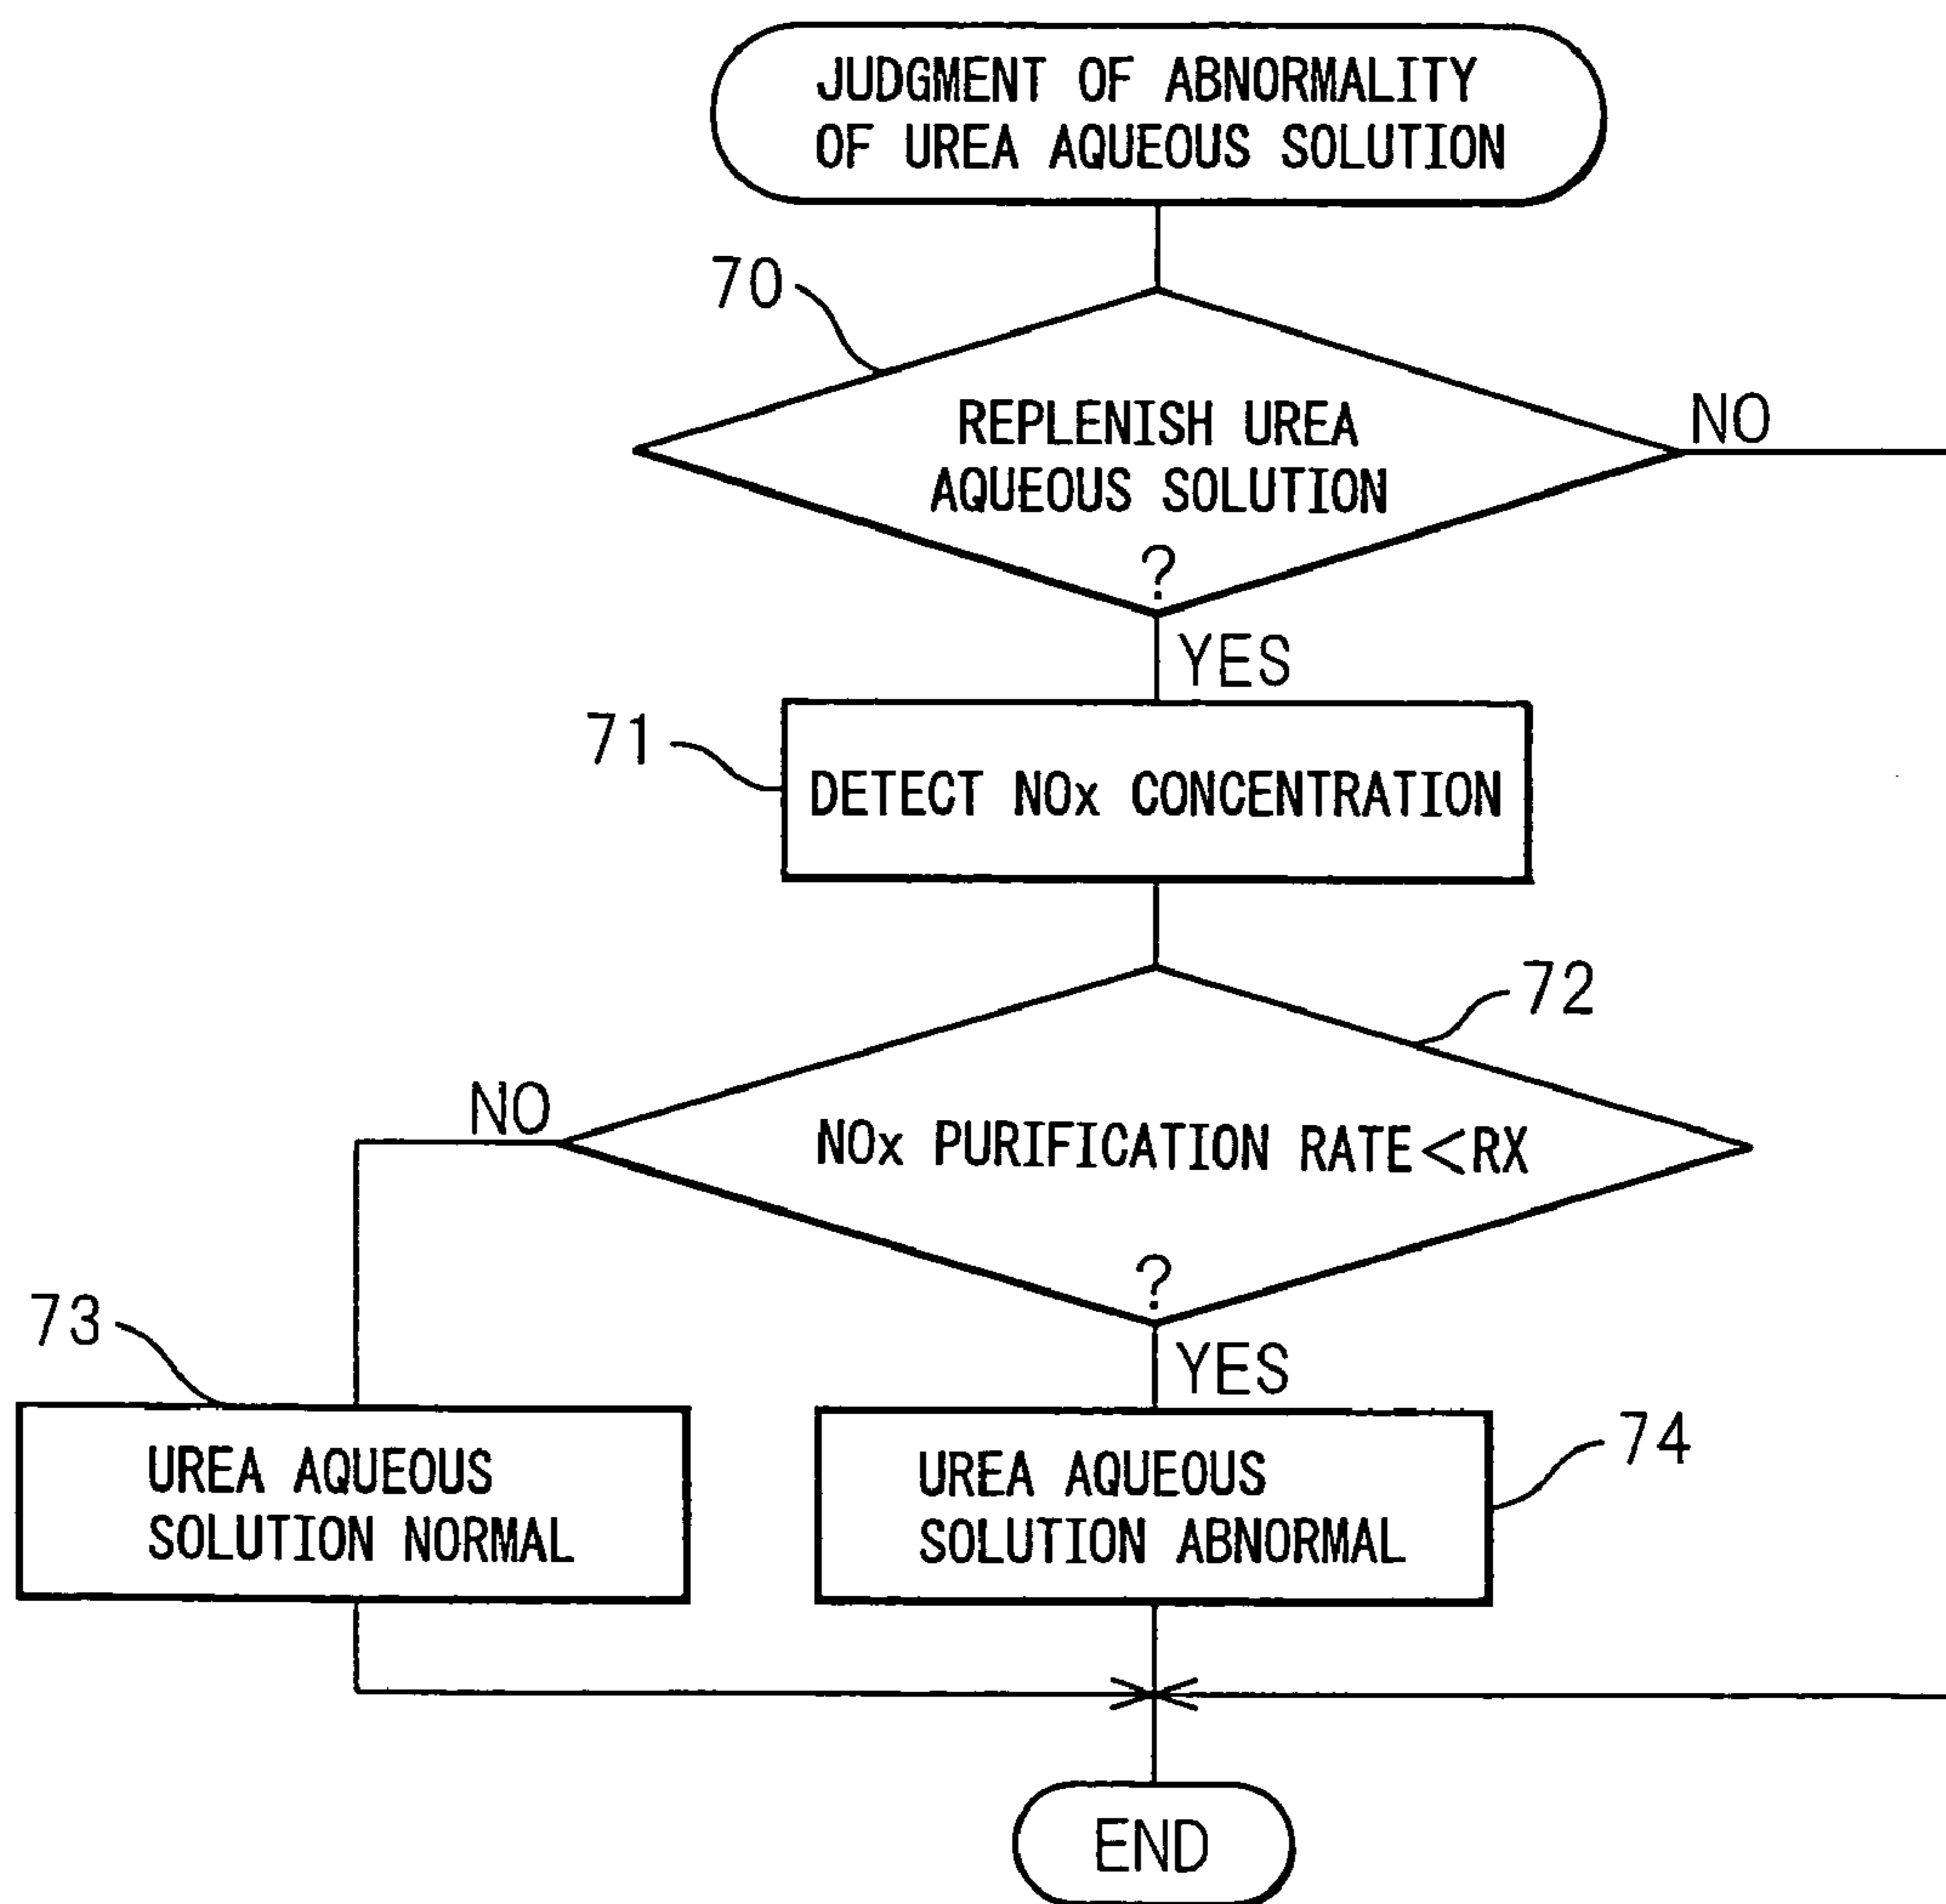 JUDGMENT OF ABNORMALITY
OF UREA AQUEOUS SOLUTION
70
REPLENISH UREA
AQUEOUS SOLUTION
?
NO
YES
71
DETECT NOx CONCENTRATION
72
NO
NOx PURIFICATION RATE<RX
?
YES
73
UREA AQUEOUS
SOLUTION NORMAL
UREA AQUEOUS
SOLUTION ABNORMAL
74
END